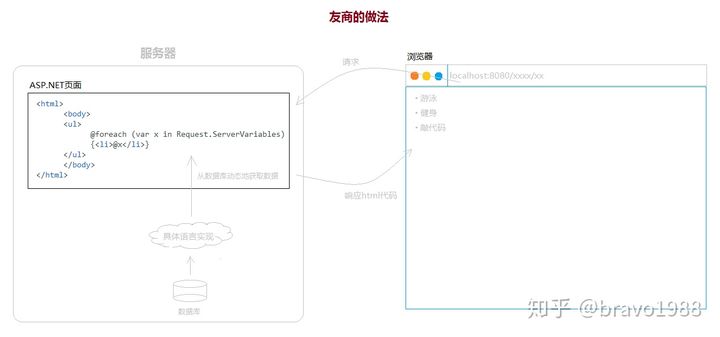 友商的做法
服务器
ASP.NET页面
<html>
<body>
<ul>
@foreach (var x in Request.ServerVariables)
{<li>@x</li>}
</ul>
</body>
</html>
从数据库动态地获取数据
具体语言实现
数据库
请求
响应html代码
浏览器
localhost:8080/xxxx/xx
• 游泳
• 健身
• 敲代码
知乎 @bravo1988